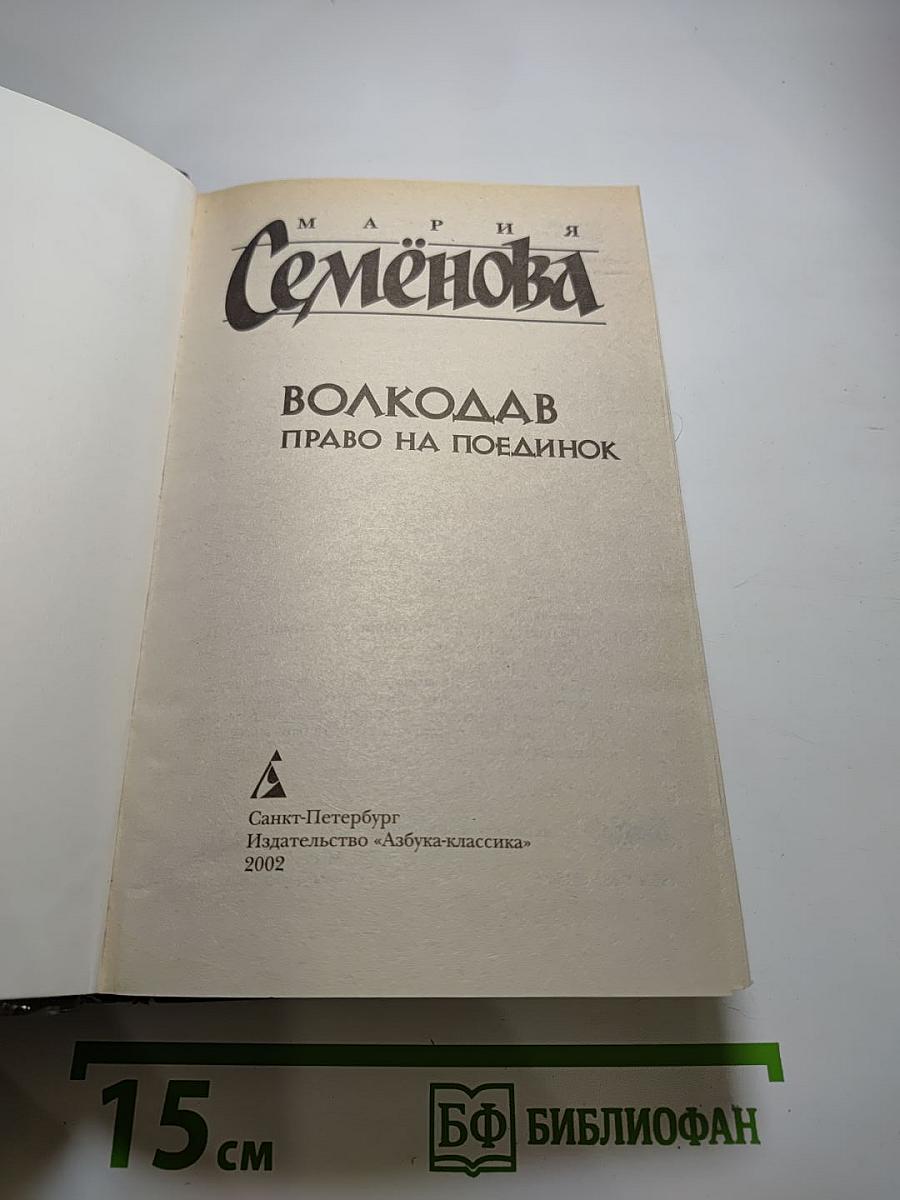 МАРИЯ
Семёнова
ВОЛКОДАВ
ПРАВО НА ПОЕДИНОК
Санкт-Петербург
Издательство «Азбука-классика»
2002
15 см
БФ БИБЛИОФАН